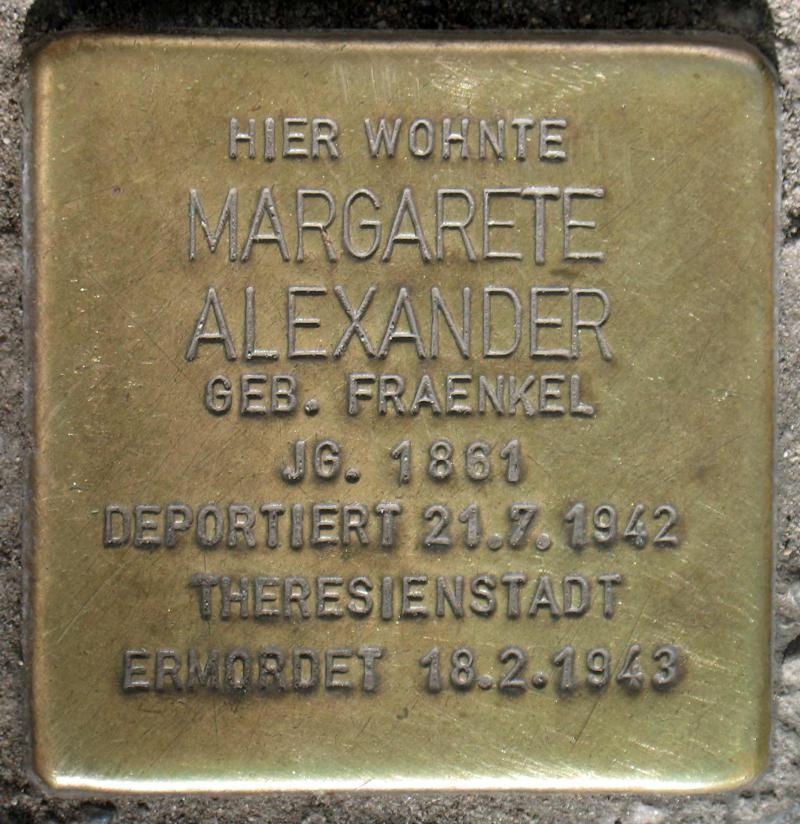 HIER WOHNTE
MARGARETE
ALEXANDER
GEB. FRAENKEL
JG. 1861
DEPORTIERT 21.7.1942
THERESIENSTADT
ERMORDET 18.2.1943